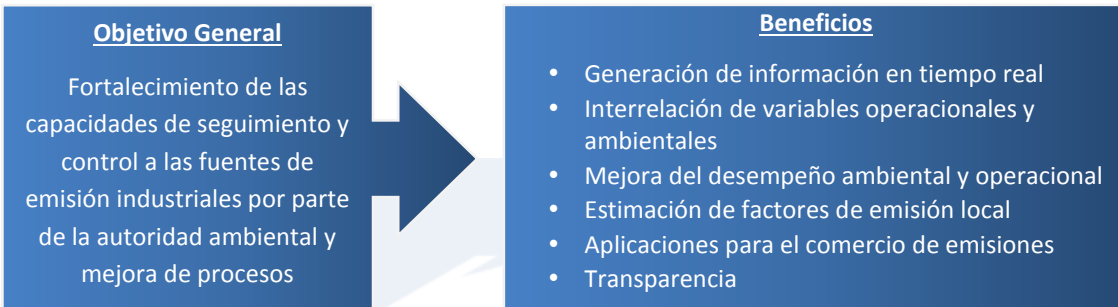 Objetivo General
Fortalecimiento de las
capacidades de seguimiento y
control a las fuentes de
emisión industriales por parte
de la autoridad ambiental y
mejora de procesos
Beneficios
• Generación de información en tiempo real
• Interrelación de variables operacionales y
ambientales
• Mejora del desempeño ambiental y operacional
• Estimación de factores de emisión local
• Aplicaciones para el comercio de emisiones
• Transparencia